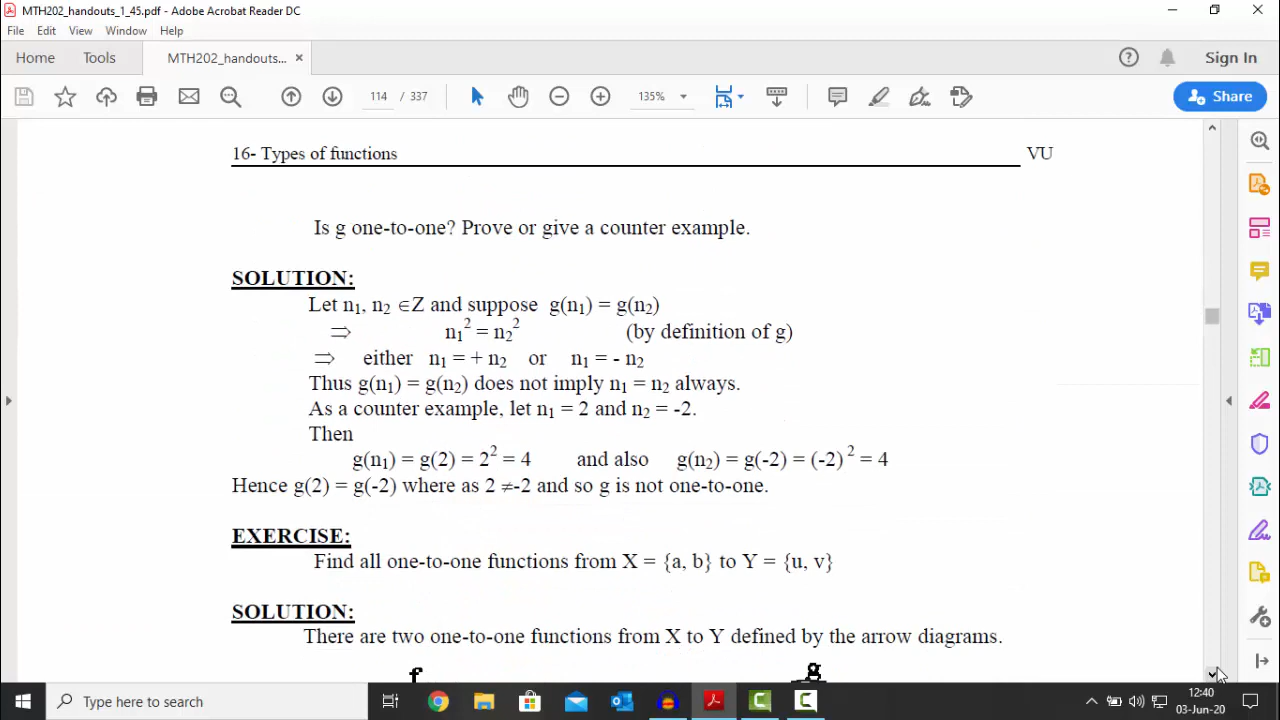 MTH202_handouts_1_45.pdf - Adobe Acrobat Reader DC
File Edit View Window Help
Home Tools MTH202_handouts... ×
Sign In
114 / 337
135%
Share
16- Types of functions VU
Is g one-to-one? Prove or give a counter example.
SOLUTION:
Let n₁, n₂ ∈Z and suppose g(n₁) = g(n₂)
⇒ n₁² = n₂² (by definition of g)
⇒ either n₁ = + n₂ or n₁ = - n₂
Thus g(n₁) = g(n₂) does not imply n₁ = n₂ always.
As a counter example, let n₁ = 2 and n₂ = -2.
Then
g(n₁) = g(2) = 2² = 4 and also g(n₂) = g(-2) = (-2)² = 4
Hence g(2) = g(-2) where as 2 ≠-2 and so g is not one-to-one.
EXERCISE:
Find all one-to-one functions from X = {a, b} to Y = {u, v}
SOLUTION:
There are two one-to-one functions from X to Y defined by the arrow diagrams.
f g
Type here to search
12:40
03-Jun-20